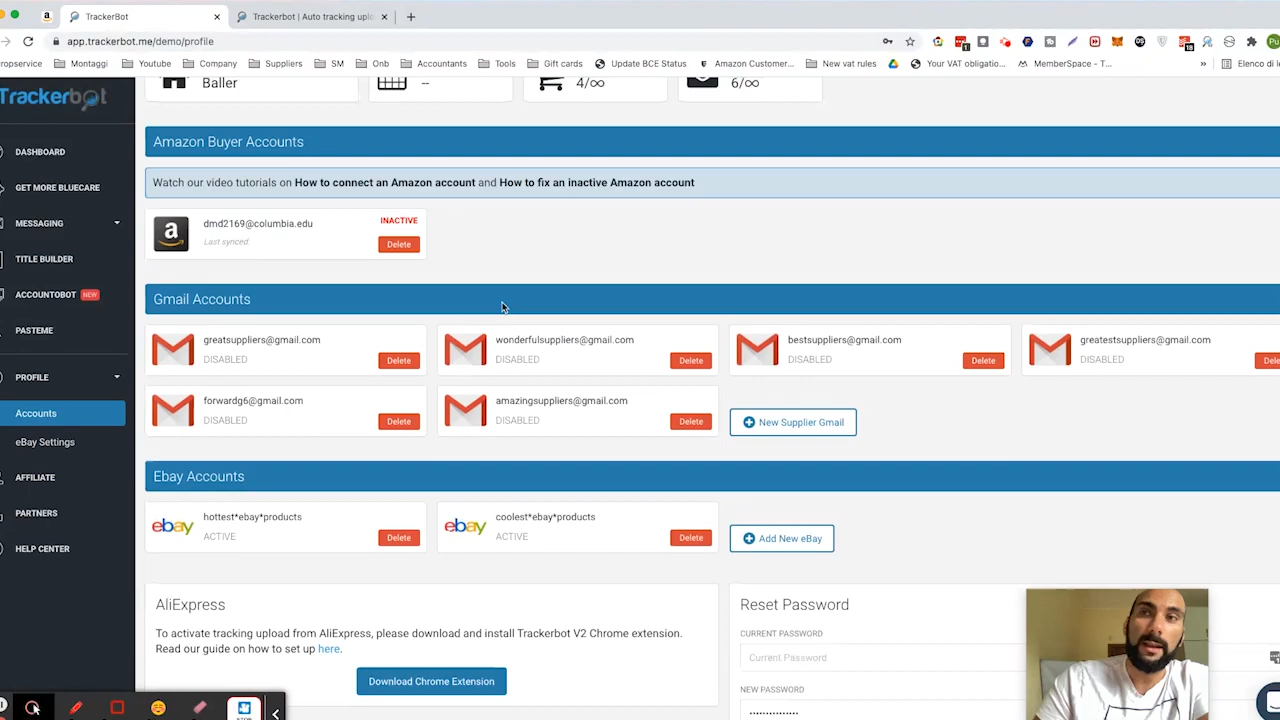 TrackerBot
Trackerbot | Auto tracking uplo
app.trackerbot.me/demo/profile
1
18
Pu
ropservice
Montaggi
Youtube
Company
Suppliers
SM
Onb
Accountants
Tools
Gift cards
Update BCE Status
Amazon Customer...
New vat rules
Your VAT obligatio...
MemberSpace - T...
»
Elenco di le
Trackerbot
Baller
--
4/∞
6/∞
DASHBOARD
GET MORE BLUECARE
MESSAGING
TITLE BUILDER
ACCOUNTOBOT NEW
PASTEME
PROFILE
Accounts
eBay Settings
AFFILIATE
PARTNERS
HELP CENTER
Amazon Buyer Accounts
Watch our video tutorials on How to connect an Amazon account and How to fix an inactive Amazon account
a
dmd2169@columbia.edu
INACTIVE
Last synced:
Delete
Gmail Accounts
greatsuppliers@gmail.com
DISABLED
Delete
wonderfulsuppliers@gmail.com
DISABLED
Delete
bestsuppliers@gmail.com
DISABLED
Delete
greatestsuppliers@gmail.com
DISABLED
Dele
forwardg6@gmail.com
DISABLED
Delete
amazingsuppliers@gmail.com
DISABLED
Delete
New Supplier Gmail
Ebay Accounts
ebay
hottest*ebay*products
ACTIVE
Delete
ebay
coolest*ebay*products
ACTIVE
Delete
Add New eBay
AliExpress
To activate tracking upload from AliExpress, please download and install Trackerbot V2 Chrome extension.
Read our guide on how to set up here.
Download Chrome Extension
Reset Password
CURRENT PASSWORD
Current Password
NEW PASSWORD